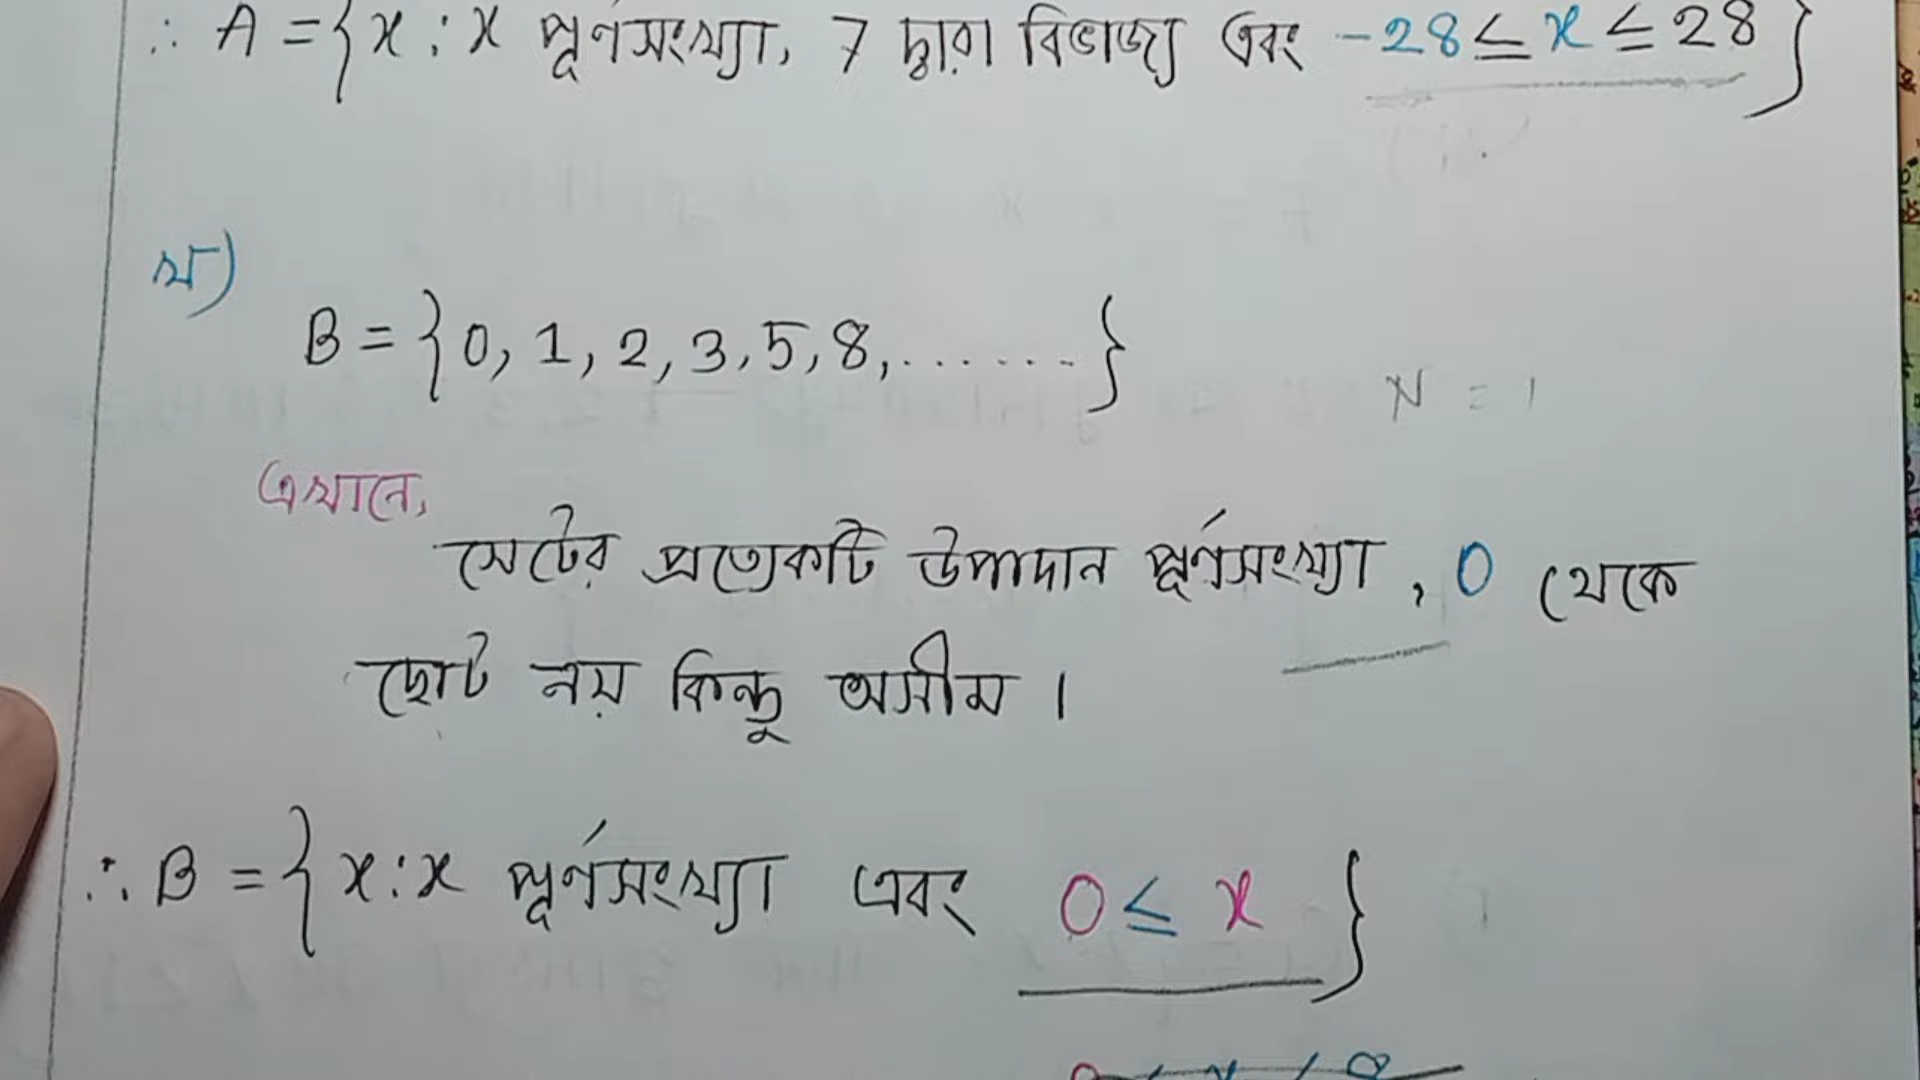 ∴ A = { x : x পূর্ণসংখ্যা, 7 দ্বারা বিভাজ্য এবং -28 ≤ x ≤ 28 }
খ)
B = { 0, 1, 2, 3, 5, 8, ....... }
N = 1
এখানে,
সেটের প্রত্যেকটি উপাদান পূর্ণসংখ্যা, 0 থেকে
ছোট নয় কিন্তু অসীম ।
∴ B = { x : x পূর্ণসংখ্যা এবং 0 ≤ x }